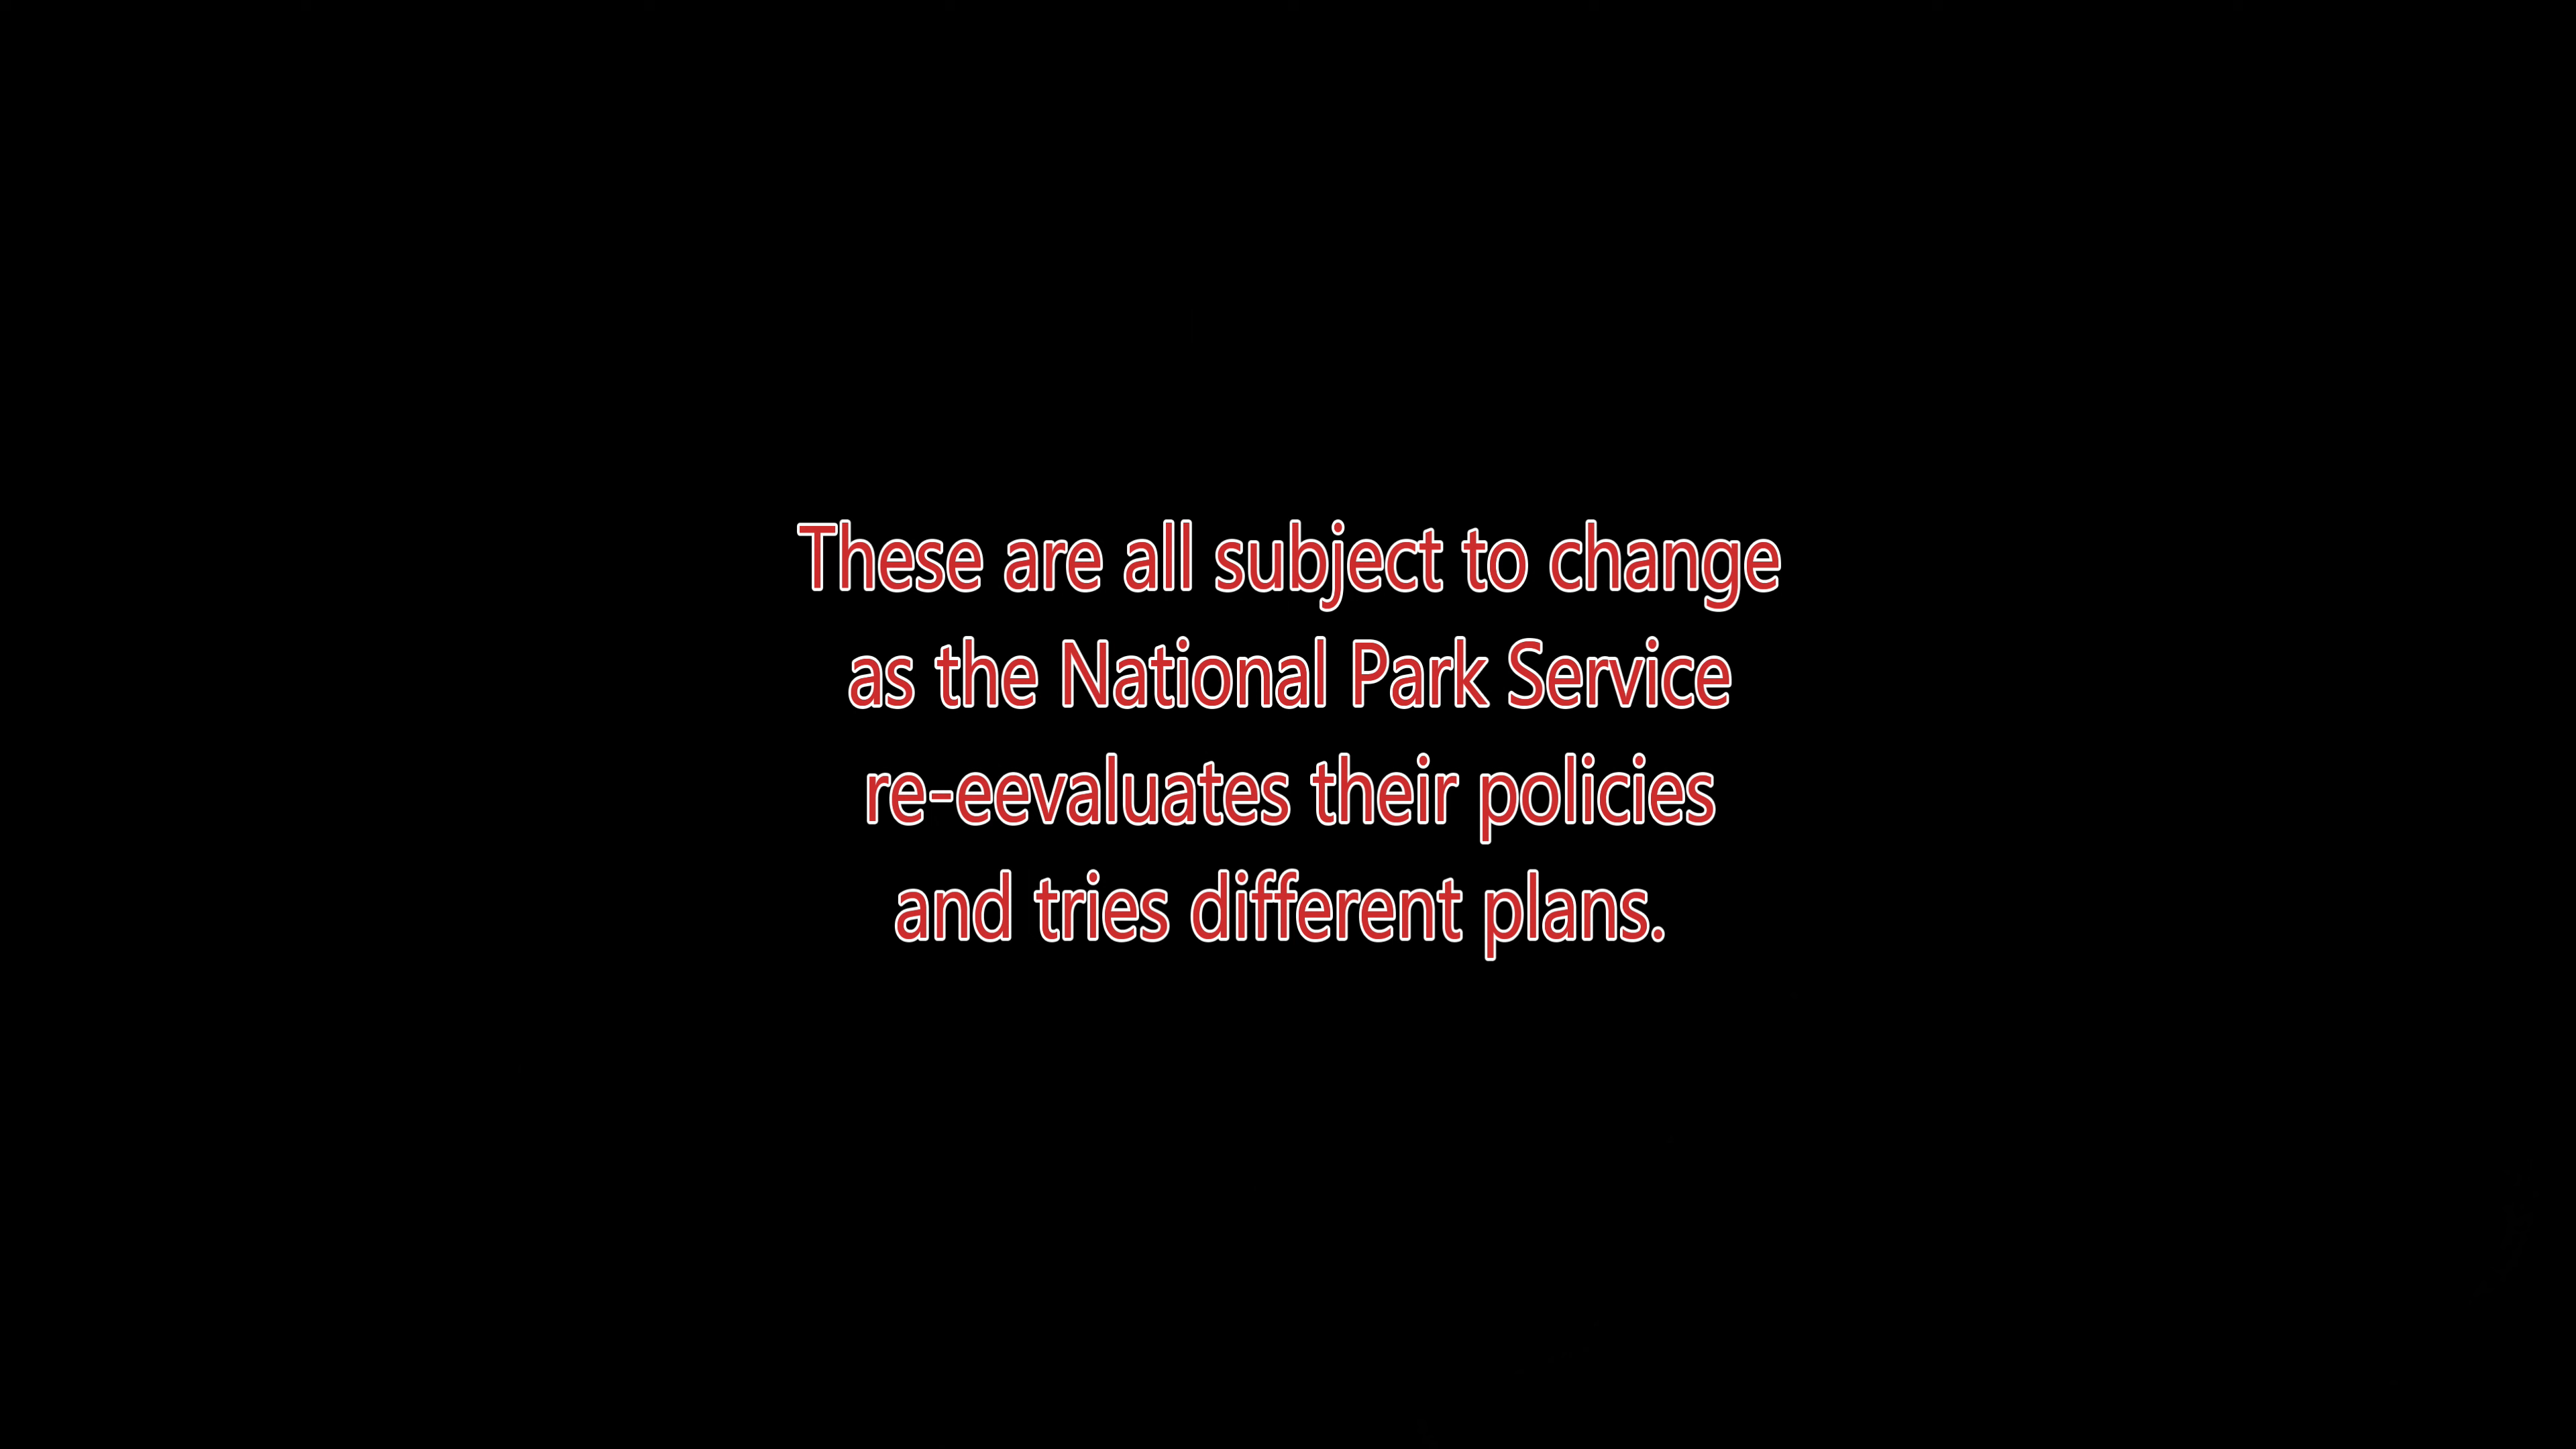 These are all subject to change
as the National Park Service
re-eevaluates their policies
and tries different plans.